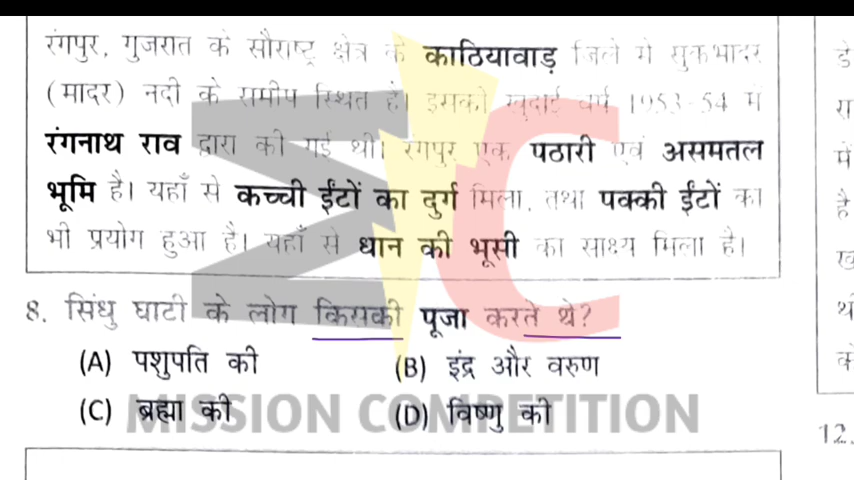 रंगपुर, गुजरात के सौराष्ट्र क्षेत्र के काठियावाड़ जिले में सुकभादर
(मादर) नदी के समीप स्थित है। इसकी खुदाई वर्ष 1953-54 में
रंगनाथ राव द्वारा की गई थी। रंगपुर एक पठारी एवं असमतल
भूमि है। यहाँ से कच्ची ईंटों का दुर्ग मिला, तथा पक्की ईंटों का
भी प्रयोग हुआ है। यहाँ से धान की भूसी का साक्ष्य मिला है।
8. सिंधु घाटी के लोग किसकी पूजा करते थे?
(A) पशुपति की
(B) इंद्र और वरुण
(C) ब्रह्मा की
(D) विष्णु की
MISSION COMPETITION
डे
रा
में
है
ख
थी
क
12.